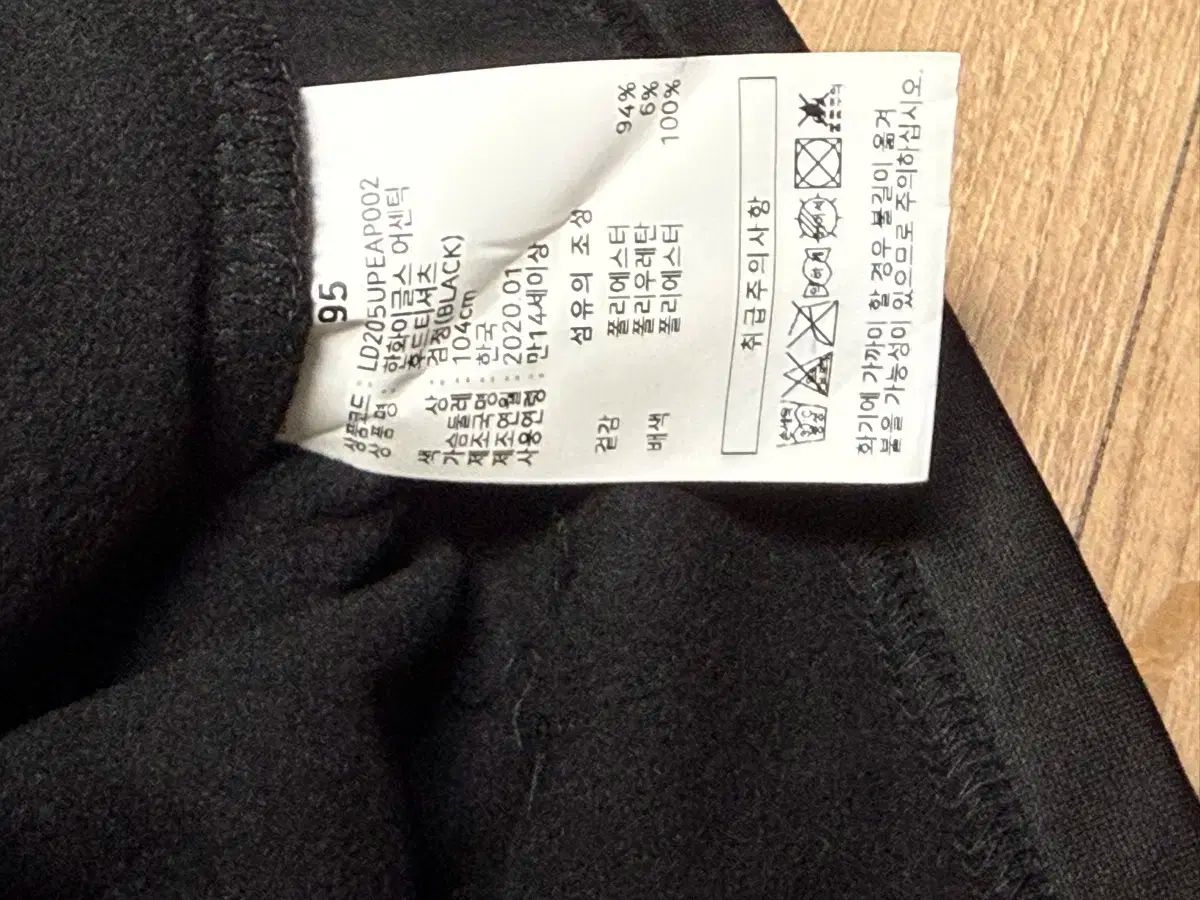 95
상품코드 : LD205UPEAP002
상품명 : 한화이글스 어센틱
후드티셔츠
색 상 : 검정(BLACK)
가슴둘레 : 104cm
제조국명 : 한국
제조연월 : 2020.01
사용연령 : 만14세이상
섬유의 조성
겉감 폴리에스터 94%
폴리우레탄 6%
배색 폴리에스터 100%
취급주의사항
화기에 가까이 할 경우 불길이 옮겨
붙을 가능성이 있으므로 주의하십시오.